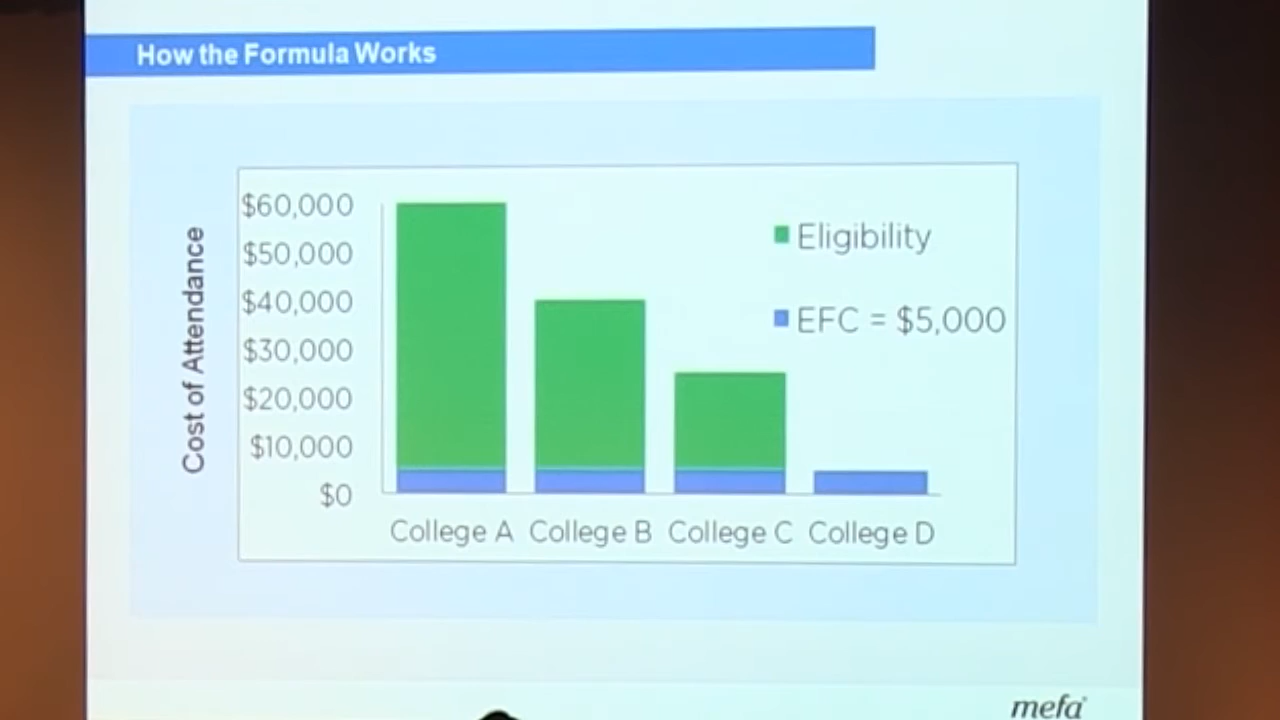 How the Formula Works
Cost of Attendance
$60,000
$50,000
$40,000
$30,000
$20,000
$10,000
$0
Eligibility
EFC = $5,000
College A College B College C College D
mefa